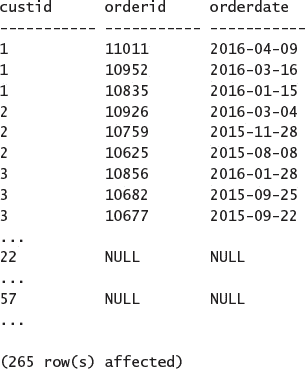 custid      orderid     orderdate
----------- ----------- -----------
1           11011       2016-04-09
1           10952       2016-03-16
1           10835       2016-01-15
2           10926       2016-03-04
2           10759       2015-11-28
2           10625       2015-08-08
3           10856       2016-01-28
3           10682       2015-09-25
3           10677       2015-09-22
...
22          NULL        NULL
...
57          NULL        NULL
...
(265 row(s) affected)